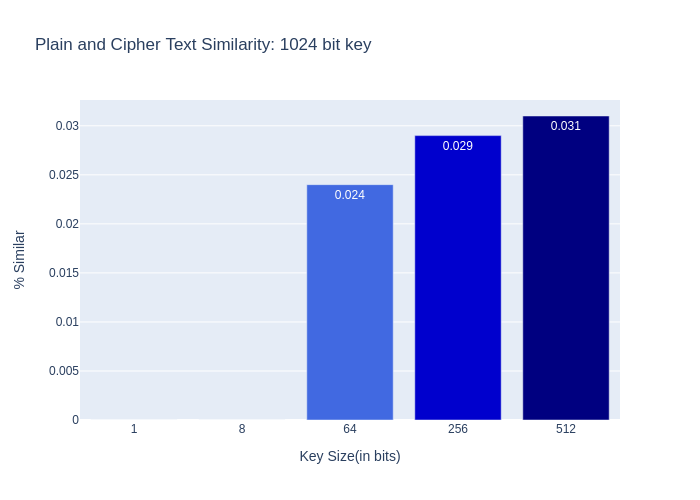 Plain and Cipher Text Similarity: 1024 bit key
0.03
0.025
0.02
0.015
0.01
0.005
0
% Similar
0.024
0.029
0.031
1 8 64 256 512
Key Size(in bits)